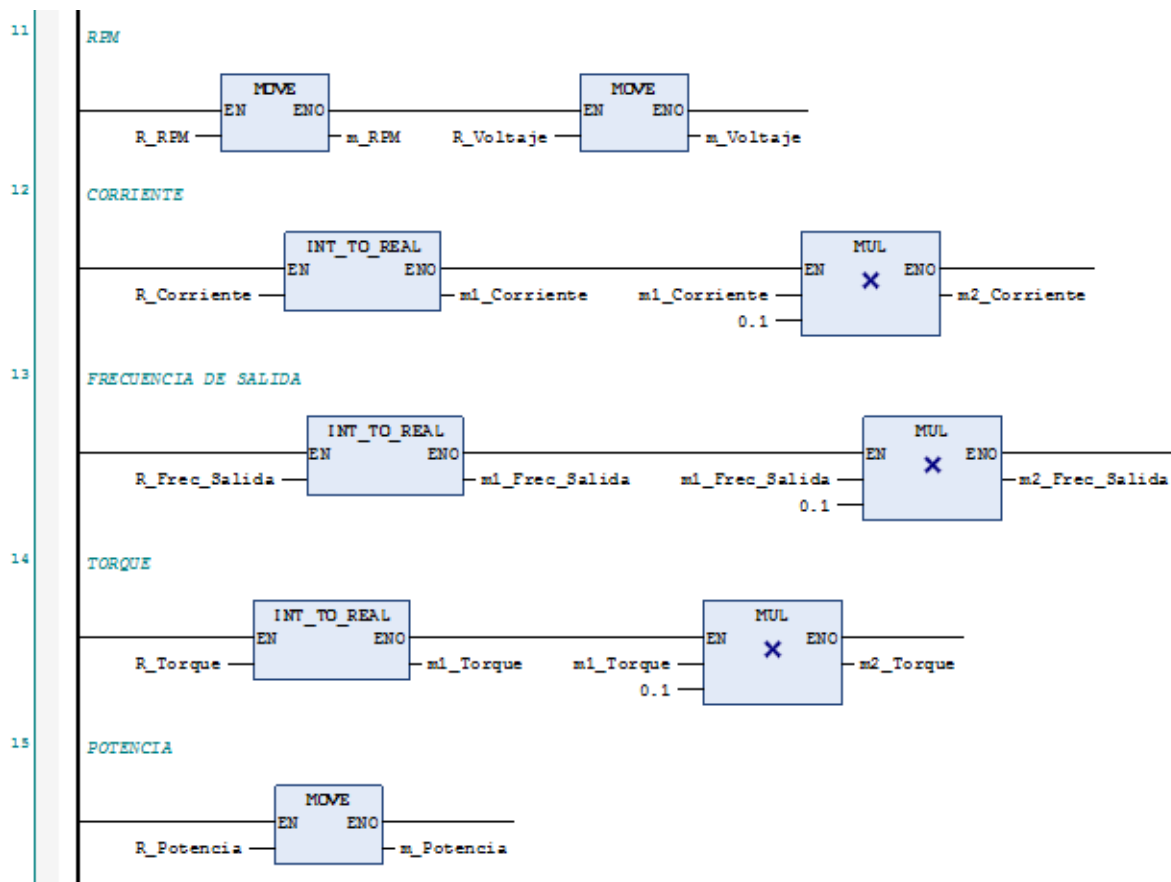 11
RPM
MOVE MOVE
EN ENO EN ENO
R_RPM m_RPM R_Voltaje m_Voltaje
12
CORRIENTE
INT_TO_REAL MUL
EN ENO EN ENO
R_Corriente m1_Corriente m1_Corriente m2_Corriente
0.1
13
FRECUENCIA DE SALIDA
INT_TO_REAL MUL
EN ENO EN ENO
R_Frec_Salida m1_Frec_Salida m1_Frec_Salida m2_Frec_Salida
0.1
14
TORQUE
INT_TO_REAL MUL
EN ENO EN ENO
R_Torque m1_Torque m1_Torque m2_Torque
0.1
15
POTENCIA
MOVE
EN ENO
R_Potencia m_Potencia